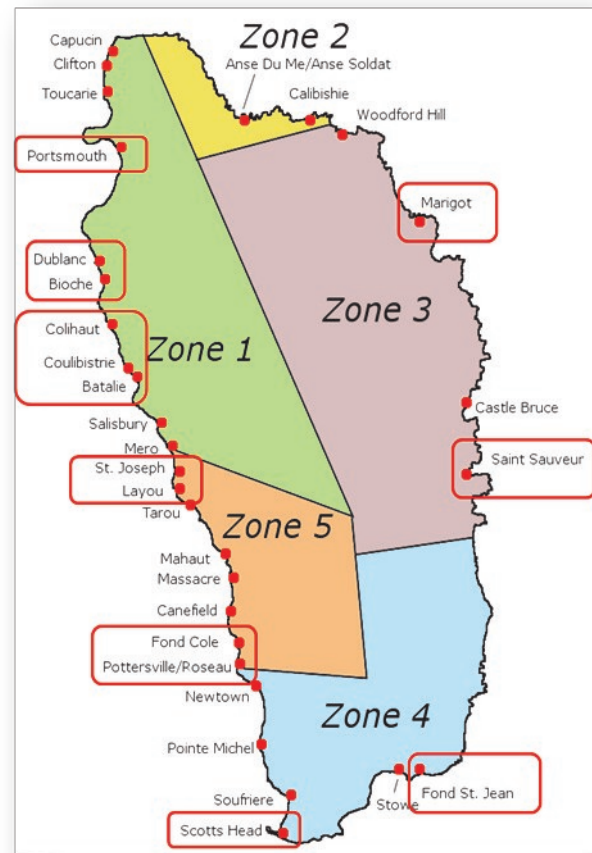 Zone 2
Capucin
Anse Du Me/Anse Soldat
Clifton
Toucarie
Calibishie
Woodford Hill
Portsmouth
Marigot
Dublanc
Bioche
Zone 3
Colihaut
Zone 1
Coulibistrie
Batalie
Castle Bruce
Salisbury
Mero
Saint Sauveur
St. Joseph
Layou
Tarou
Zone 5
Mahaut
Massacre
Canefield
Fond Cole
Pottersville/Roseau
Newtown
Zone 4
Pointe Michel
Soufriere
Stowe
Fond St. Jean
Scotts Head